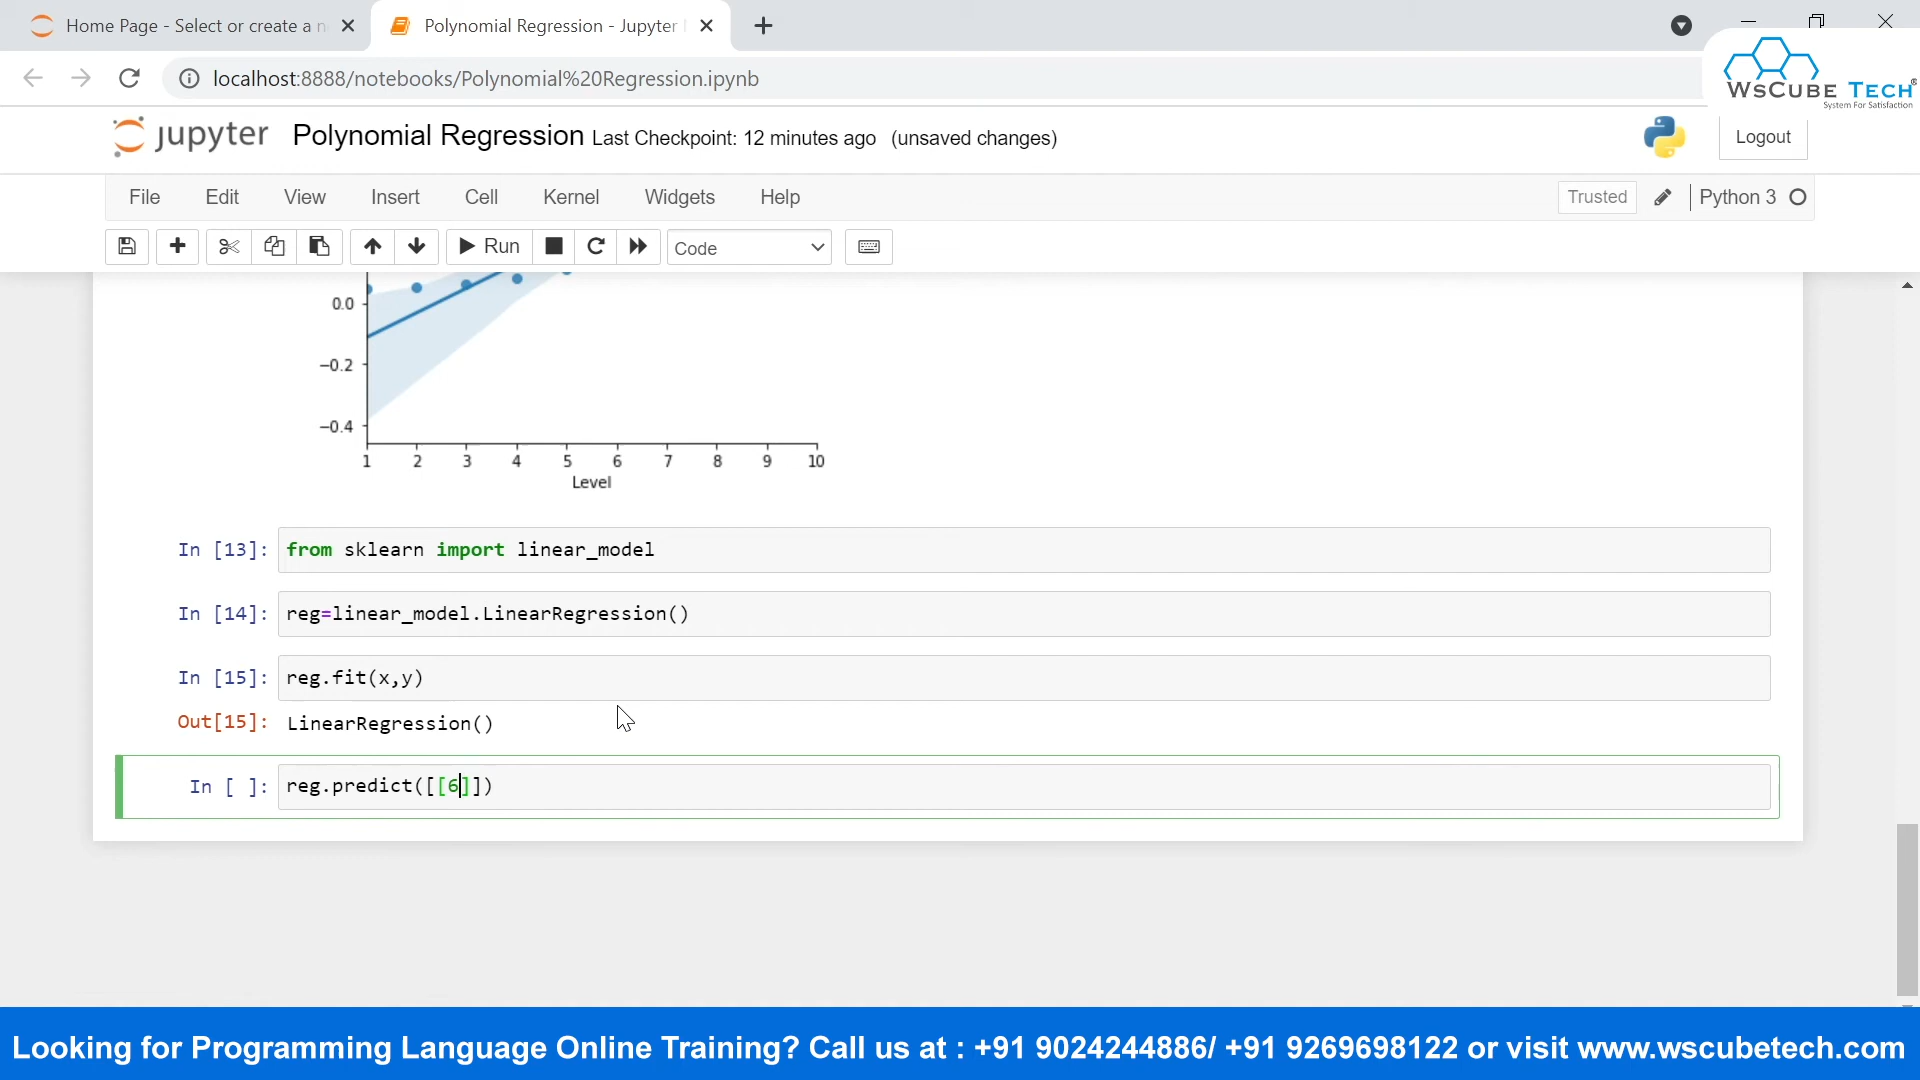 Home Page - Select or create a n
Polynomial Regression - Jupyter
localhost:8888/notebooks/Polynomial%20Regression.ipynb
WsCube Tech
System For Satisfaction
jupyter Polynomial Regression Last Checkpoint: 12 minutes ago (unsaved changes)
Logout
File Edit View Insert Cell Kernel Widgets Help
Trusted Python 3
Run Code
0.0
−0.2
−0.4
1 2 3 4 5 6 7 8 9 10
Level
In [13]: from sklearn import linear_model
In [14]: reg=linear_model.LinearRegression()
In [15]: reg.fit(x,y)
Out[15]: LinearRegression()
In [ ]: reg.predict([[6]])
Looking for Programming Language Online Training? Call us at : +91 9024244886/ +91 9269698122 or visit www.wscubetech.com